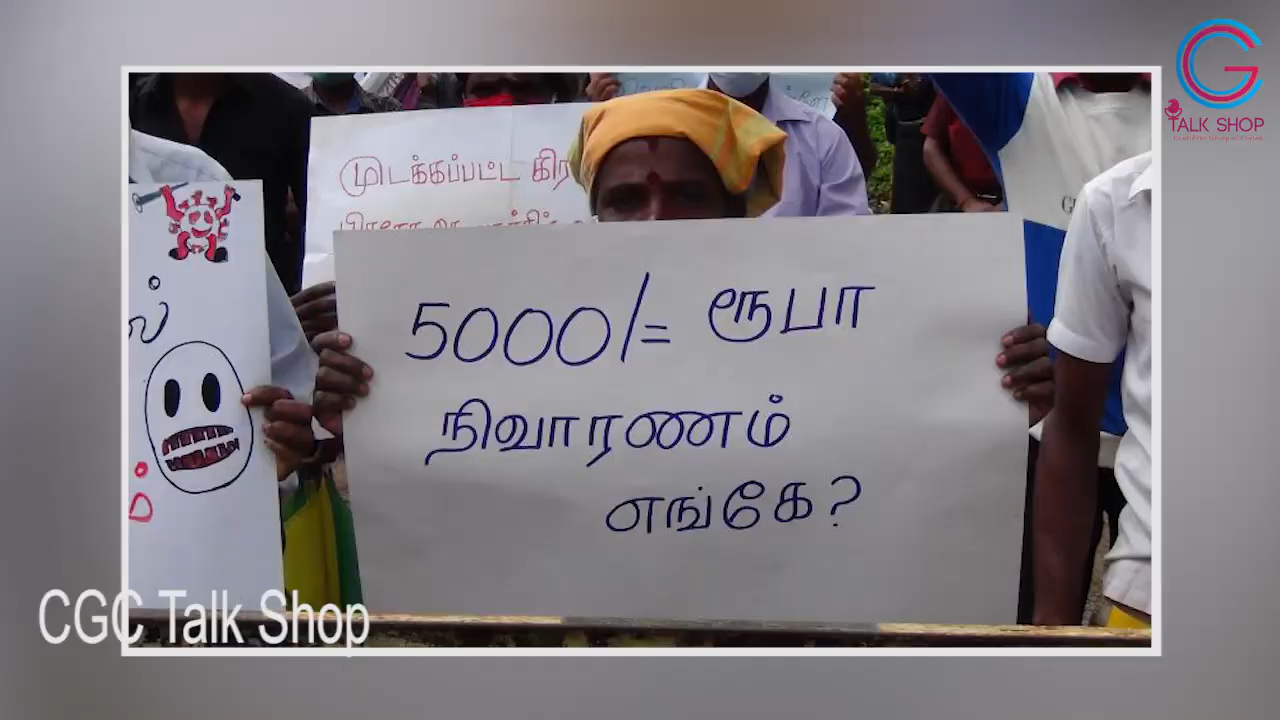 TALK SHOP
முடக்கப்பட்ட கிர
5000/= ரூபா
நிவாரணம்
எங்கே?
CGC Talk Shop